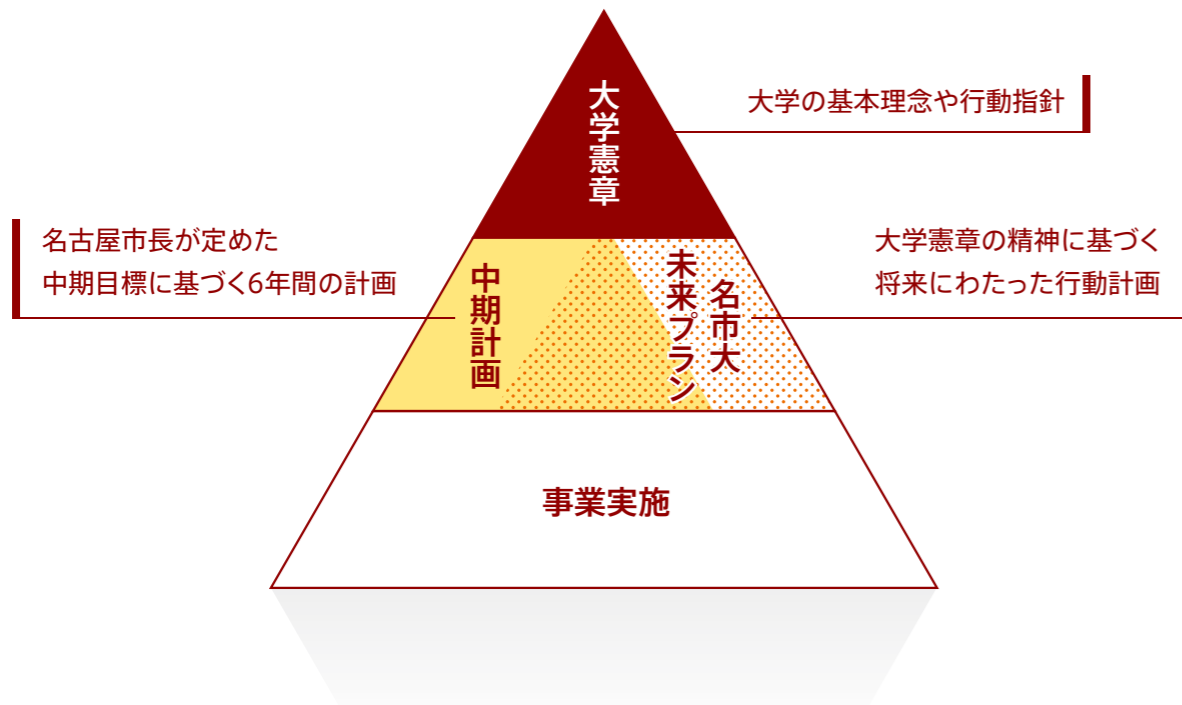 大学憲章
大学の基本理念や行動指針
名古屋市長が定めた
中期目標に基づく6年間の計画
中期計画
名市大
未来プラン
大学憲章の精神に基づく
将来にわたった行動計画
事業実施